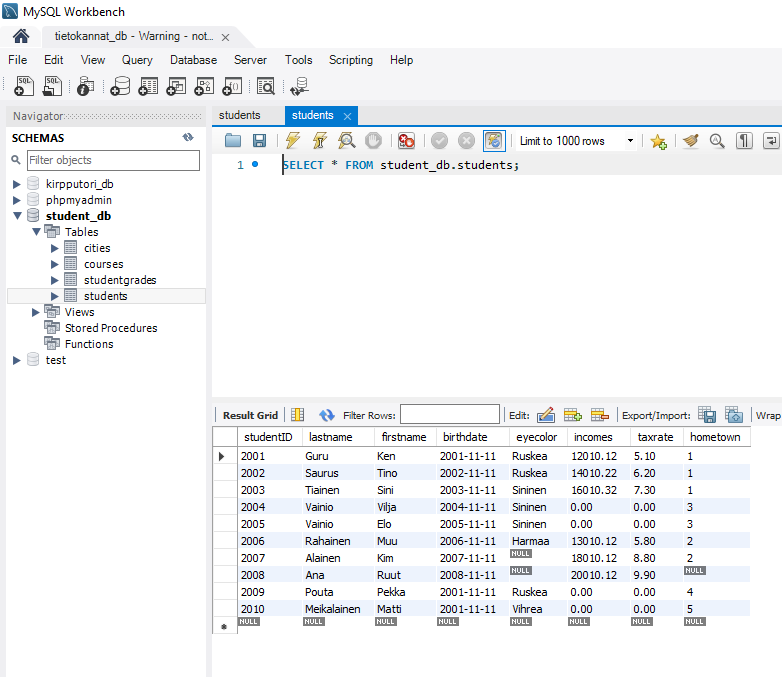 MySQL Workbench
tietokannat_db - Warning - not...
File Edit View Query Database Server Tools Scripting Help
Navigator
SCHEMAS
Filter objects
kirpputori_db
phpmyadmin
student_db
Tables
cities
courses
studentgrades
students
Views
Stored Procedures
Functions
test
students students
Limit to 1000 rows
1 SELECT * FROM student_db.students;
Result Grid Filter Rows: Edit: Export/Import: Wrap
studentID lastname firstname birthdate eyecolor incomes taxrate hometown
2001 Guru Ken 2001-11-11 Ruskea 12010.12 5.10 1
2002 Saurus Tino 2002-11-11 Ruskea 14010.22 6.20 1
2003 Tiainen Sini 2003-11-11 Sininen 16010.32 7.30 1
2004 Vainio Vilja 2004-11-11 Sininen 0.00 0.00 3
2005 Vainio Elo 2005-11-11 Sininen 0.00 0.00 3
2006 Rahainen Muu 2006-11-11 Harmaa 13010.12 5.80 2
2007 Alainen Kim 2007-11-11 NULL 18010.12 8.80 2
2008 Ana Ruut 2008-11-11 NULL 20010.12 9.90 NULL
2009 Pouta Pekka 2001-11-11 Ruskea 0.00 0.00 4
2010 Meikalainen Matti 2001-11-11 Vihrea 0.00 0.00 5
NULL NULL NULL NULL NULL NULL NULL NULL